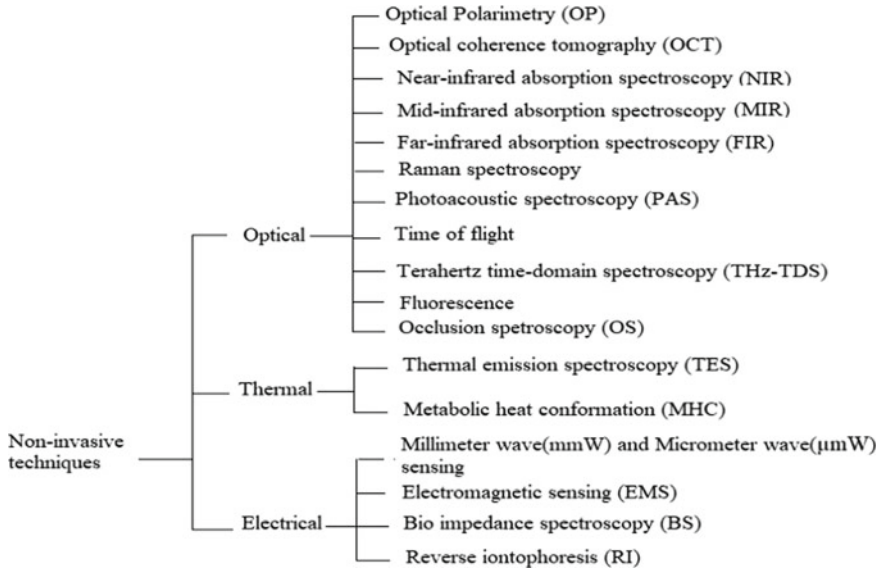 Optical Polarimetry (OP)
Optical coherence tomography (OCT)
Near-infrared absorption spectroscopy (NIR)
Mid-infrared absorption spectroscopy (MIR)
Far-infrared absorption spectroscopy (FIR)
Raman spectroscopy
Photoacoustic spectroscopy (PAS)
Optical
Time of flight
Terahertz time-domain spectroscopy (THz-TDS)
Fluorescence
Occlusion spetroscopy (OS)
Thermal emission spectroscopy (TES)
Thermal
Metabolic heat conformation (MHC)
Non-invasive
techniques
Millimeter wave(mmW) and Micrometer wave(µmW)
sensing
Electromagnetic sensing (EMS)
Electrical
Bio impedance spectroscopy (BS)
Reverse iontophoresis (RI)